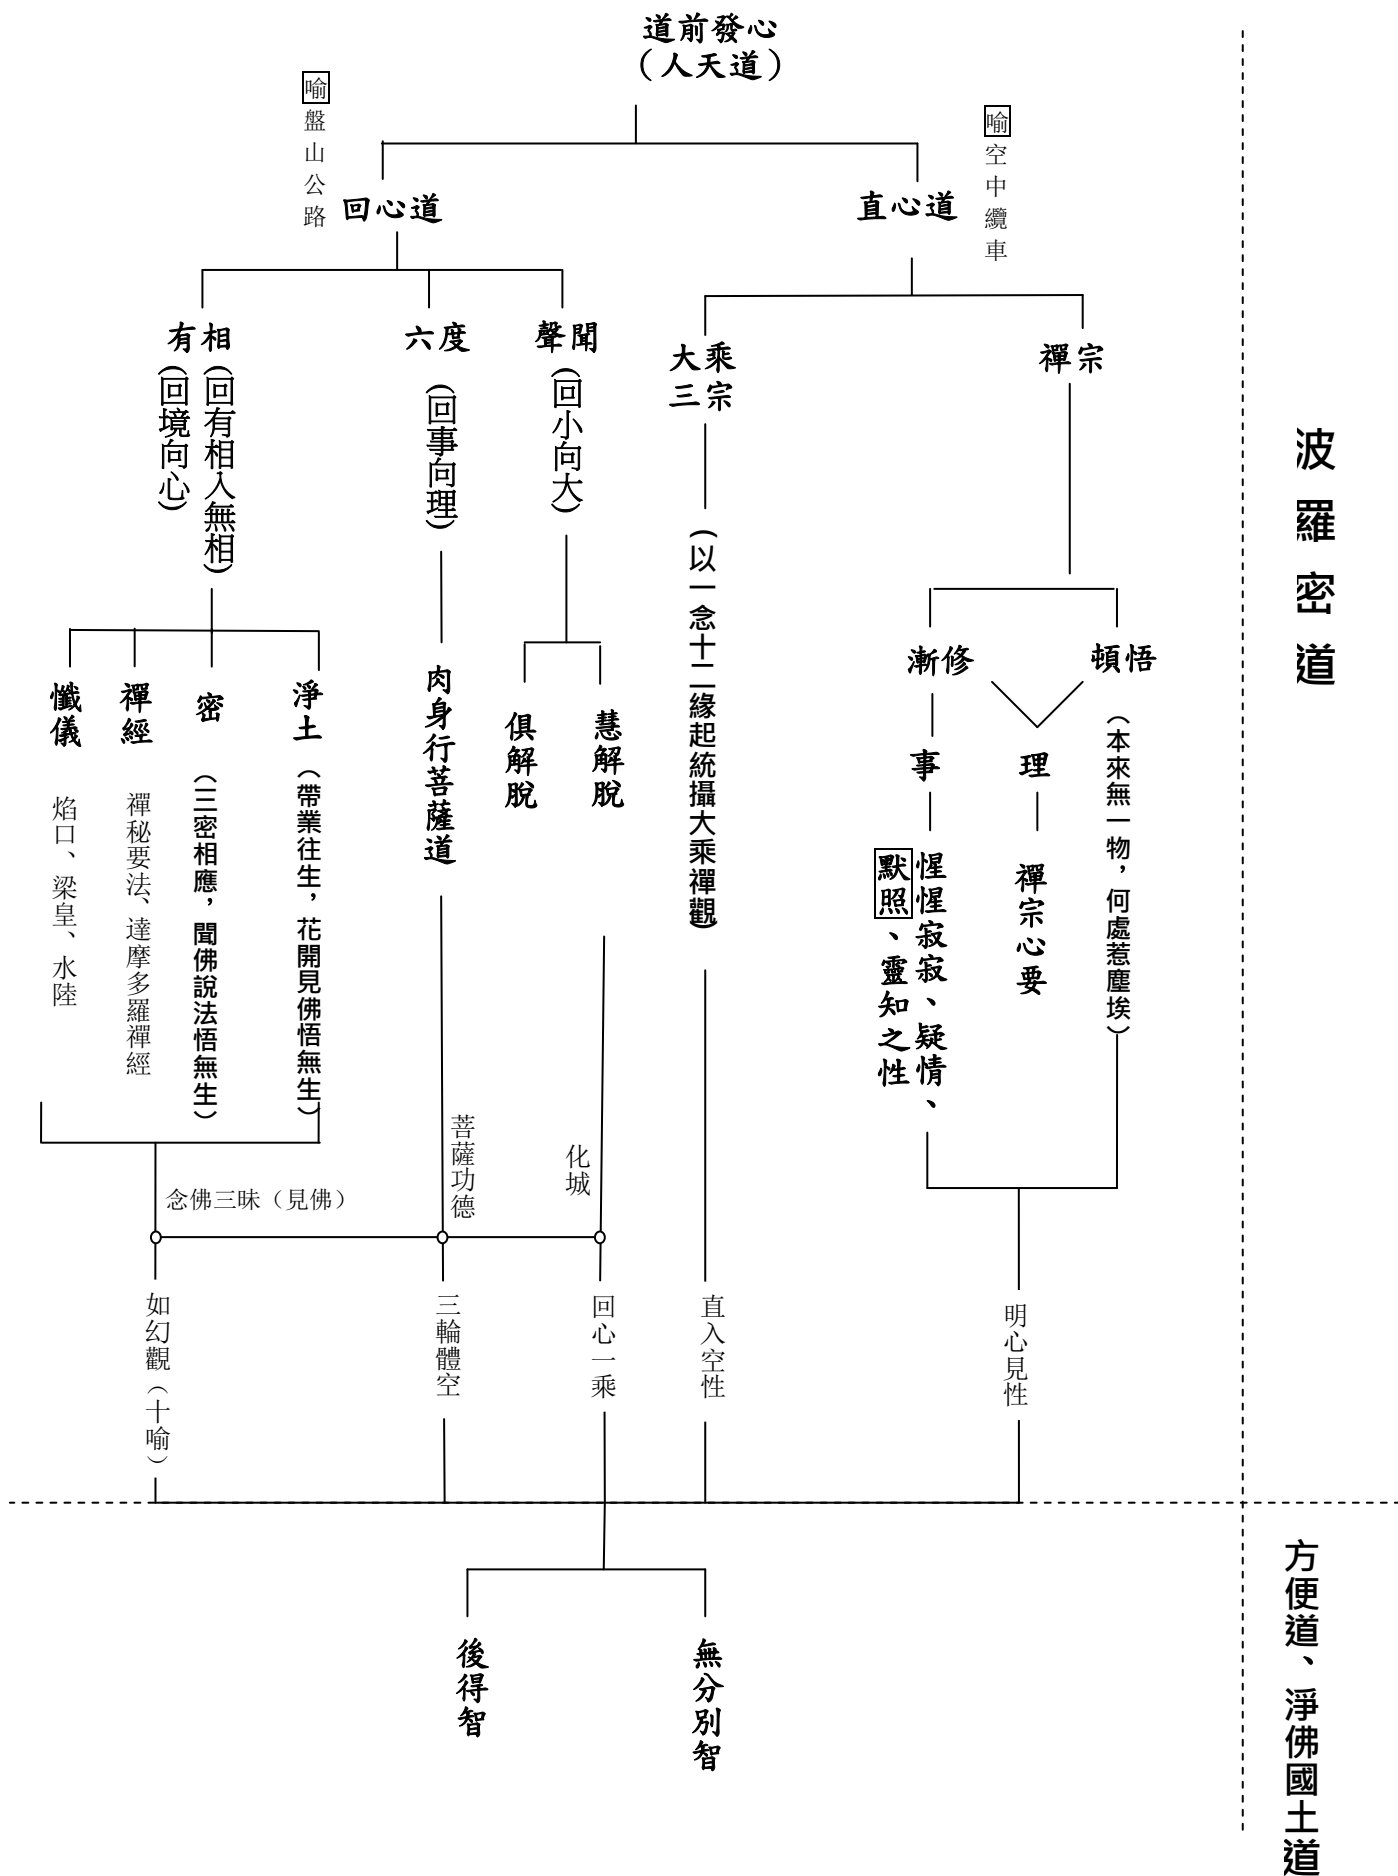 道前發心
（人天道）
喻空中纜車
喻盤山公路
直心道
回心道
禪宗
大乘
三宗
聲聞
(回小向大)
六度
(回事向理)
有相
(回有相入無相)
(回境向心)
(以一念十二緣起統攝大乘禪觀)
頓悟
(本來無一物，何處惹塵埃)
漸修
理
禪宗心要
事
惺惺寂寂、疑情、
默照、靈知之性
慧解脫
俱解脫
肉身行菩薩道
淨土
(帶業往生，花開見佛悟無生)
密
(三密相應，聞佛說法悟無生)
禪經
禪秘要法、達摩多羅禪經
懺儀
焰口、梁皇、水陸
化城
菩薩功德
念佛三昧（見佛）
明心見性
直入空性
回心一乘
三輪體空
如幻觀（十喻）
無分別智
後得智
波羅密道
方便道、淨佛國土道